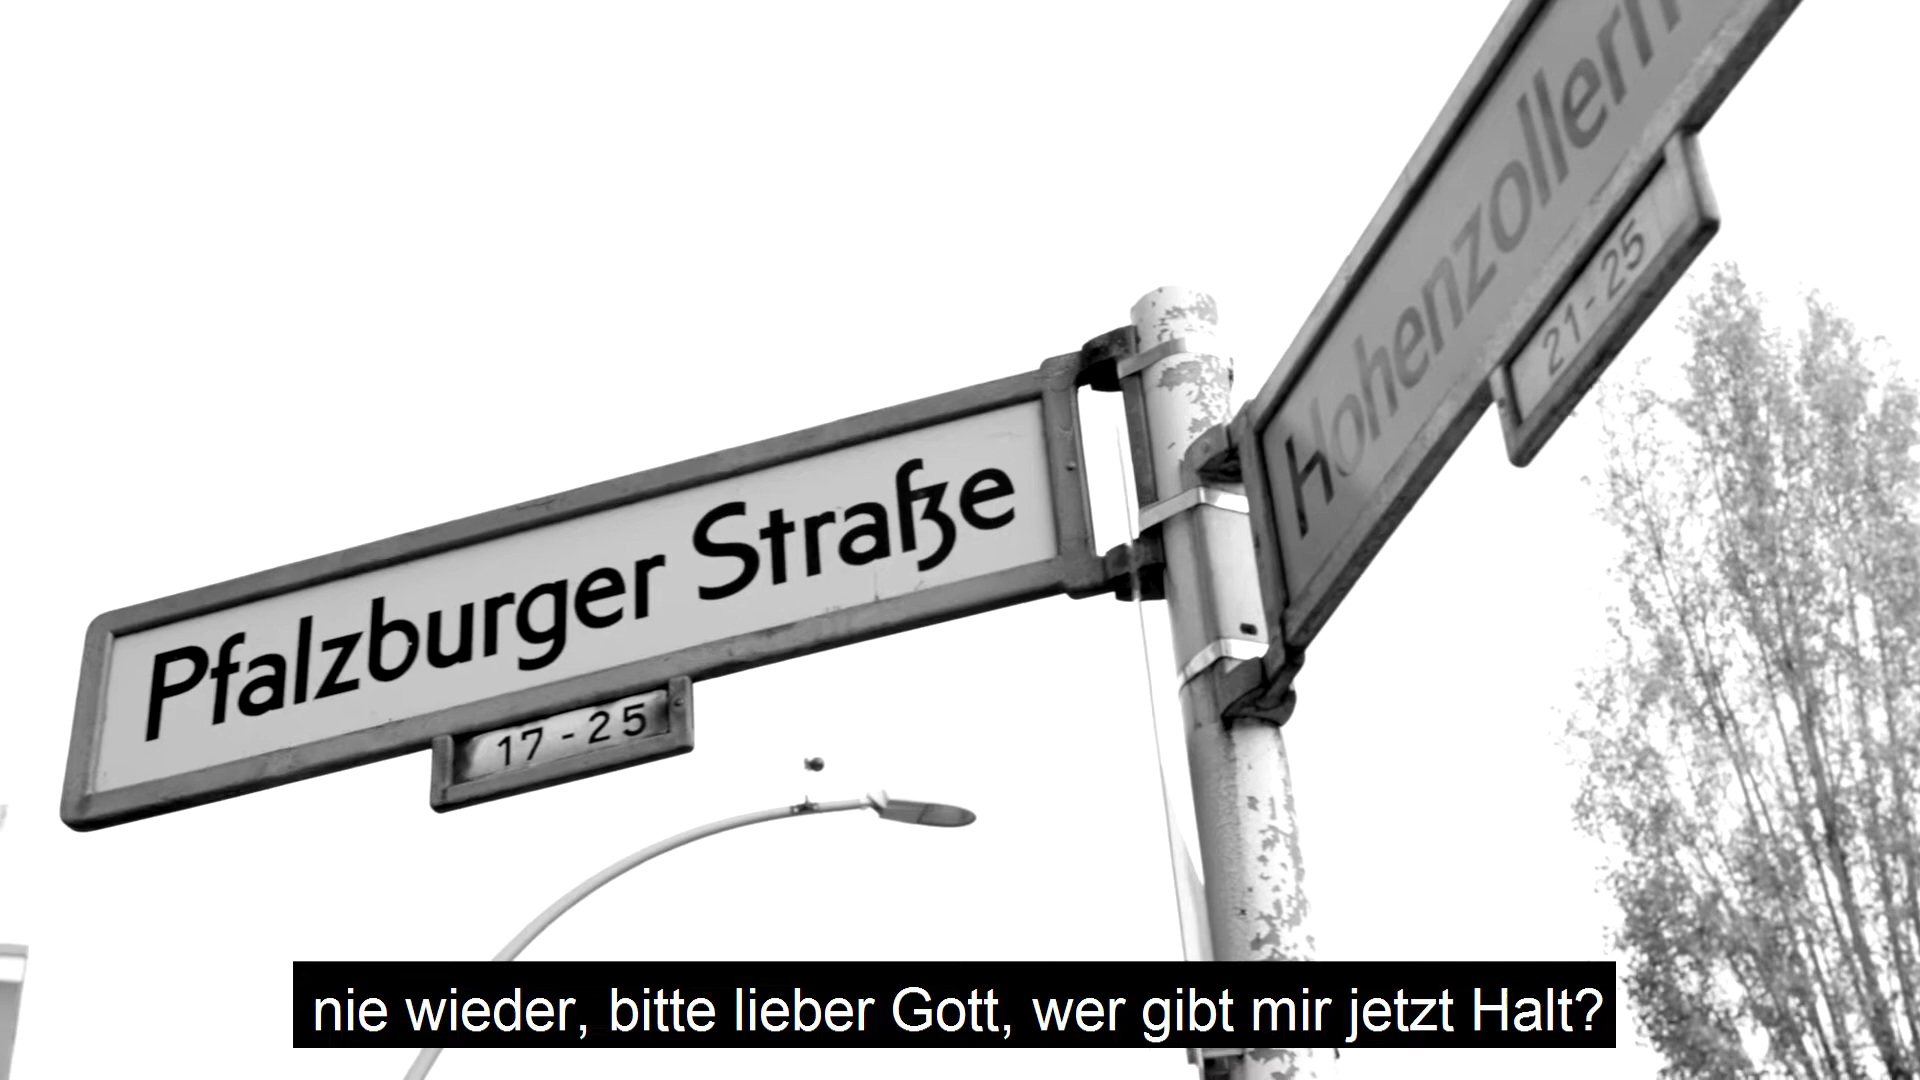 Pfalzburger Straße
17-25
Hohenzollern
21-25
nie wieder, bitte lieber Gott, wer gibt mir jetzt Halt?